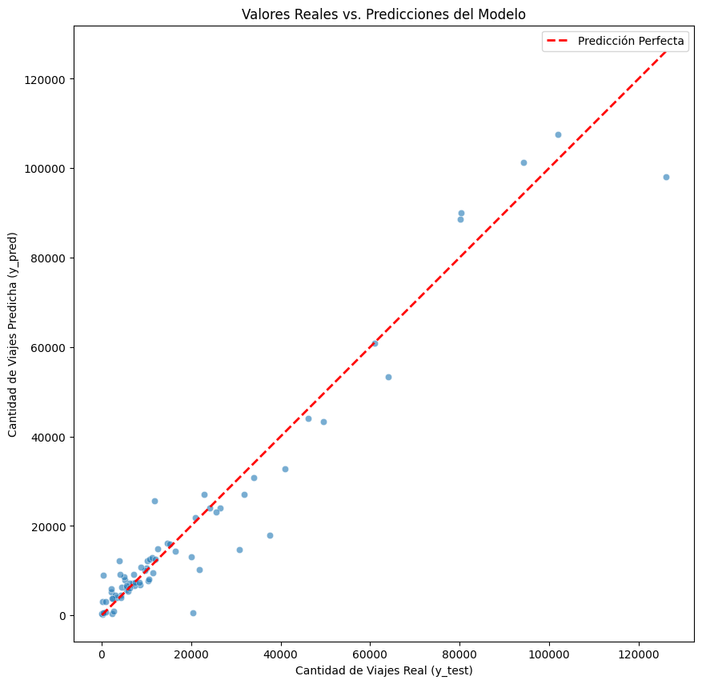 Valores Reales vs. Predicciones del Modelo
Predicción Perfecta
120000
100000
80000
60000
40000
20000
0
Cantidad de Viajes Predicha (y_pred)
0 20000 40000 60000 80000 100000 120000
Cantidad de Viajes Real (y_test)